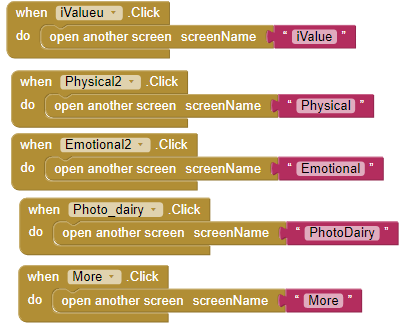 when iValueu .Click
do open another screen screenName " iValue "
when Physical2 .Click
do open another screen screenName " Physical "
when Emotional2 .Click
do open another screen screenName " Emotional "
when Photo_dairy .Click
do open another screen screenName " PhotoDairy "
when More .Click
do open another screen screenName " More "